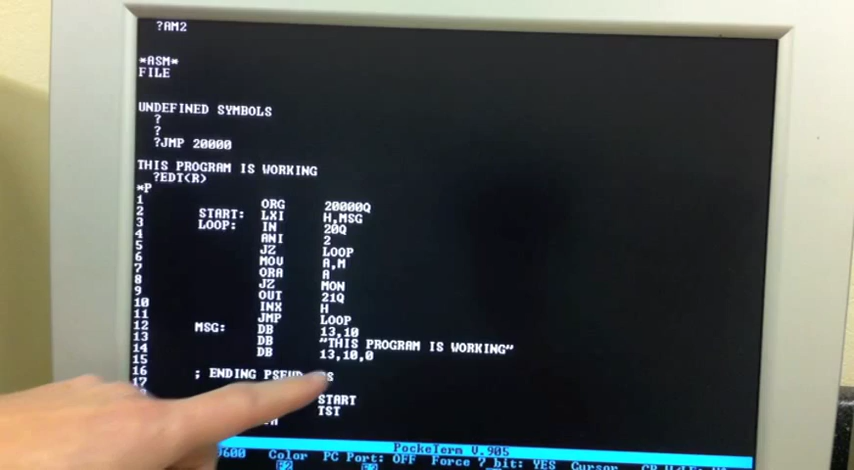 ?AM2
*ASM*
FILE
UNDEFINED SYMBOLS
?
?
?JMP 20000
THIS PROGRAM IS WORKING
?EDT<R>
*P
1 ORG 20000Q
2 START: LXI H,MSG
3 LOOP: IN 20Q
4 ANI 2
5 JZ LOOP
6 MOV A,M
7 ORA A
8 JZ MON
9 OUT 21Q
10 INX H
11 JMP LOOP
12 MSG: DB 13,10
13 DB "THIS PROGRAM IS WORKING"
14 DB 13,10,0
15
16 ; ENDING
17
START
TST
PockeTerm V.905
9600 Color PC Port: OFF Force 7 bit: YES Cursor
F2